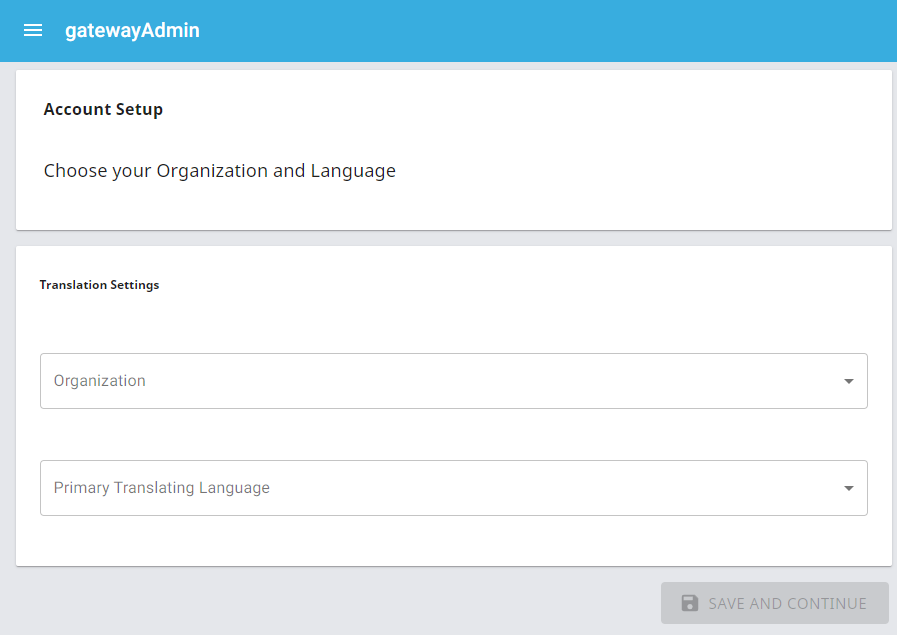 gatewayAdmin
Account Setup
Choose your Organization and Language
Translation Settings
Organization
Primary Translating Language
SAVE AND CONTINUE